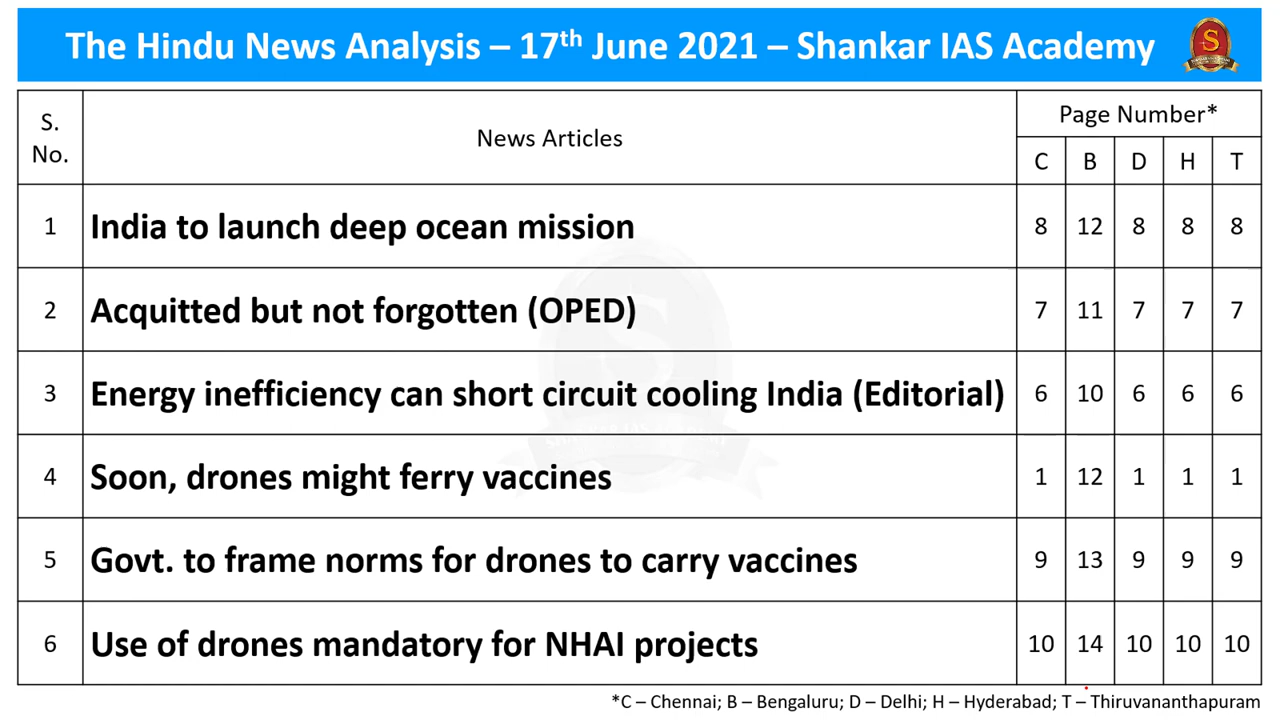 The Hindu News Analysis – 17th June 2021 – Shankar IAS Academy
S. No.
News Articles
Page Number*
C B D H T
1 India to launch deep ocean mission 8 12 8 8 8
2 Acquitted but not forgotten (OPED) 7 11 7 7 7
3 Energy inefficiency can short circuit cooling India (Editorial) 6 10 6 6 6
4 Soon, drones might ferry vaccines 1 12 1 1 1
5 Govt. to frame norms for drones to carry vaccines 9 13 9 9 9
6 Use of drones mandatory for NHAI projects 10 14 10 10 10
*C – Chennai; B – Bengaluru; D – Delhi; H – Hyderabad; T – Thiruvananthapuram